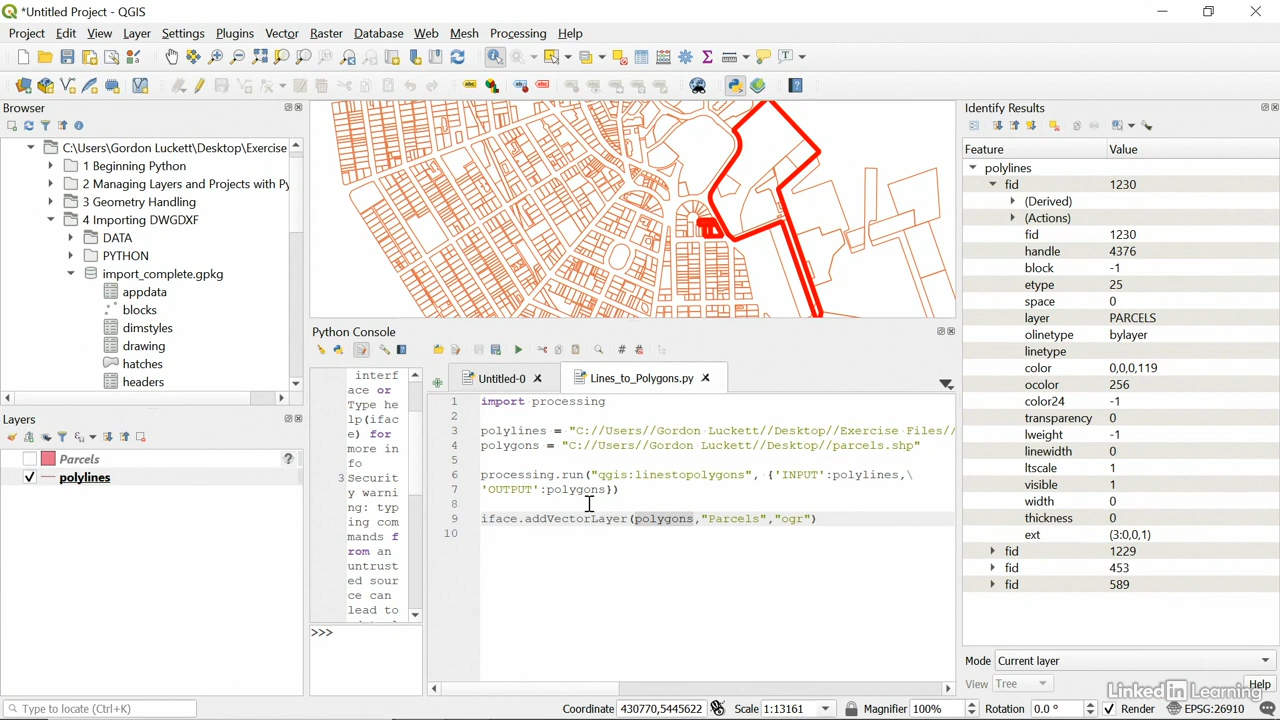 *Untitled Project - QGIS
Project Edit View Layer Settings Plugins Vector Raster Database Web Mesh Processing Help
Browser
C:\Users\Gordon Luckett\Desktop\Exercise
1 Beginning Python
2 Managing Layers and Projects with Py
3 Geometry Handling
4 Importing DWGDXF
DATA
PYTHON
import_complete.gpkg
appdata
blocks
dimstyles
drawing
hatches
headers
Layers
Parcels
polylines
Python Console
interf
ace or
Type he
lp(ifac
e) for
more in
fo
3 Securit
y warni
ng: typ
ing com
mands f
rom an
untrust
ed sour
ce can
lead to
>>>
Untitled-0
Lines_to_Polygons.py
1 import processing
2
3 polylines = "C://Users//Gordon Luckett//Desktop//Exercise Files//
4 polygons = "C://Users//Gordon Luckett//Desktop//parcels.shp"
5
6 processing.run("qgis:linestopolygons", {'INPUT':polylines,\
7 'OUTPUT':polygons})
8
9 iface.addVectorLayer(polygons,"Parcels","ogr")
10
Identify Results
Feature Value
polylines
fid 1230
(Derived)
(Actions)
fid 1230
handle 4376
block -1
etype 25
space 0
layer PARCELS
olinetype bylayer
linetype
color 0,0,0,119
ocolor 256
color24 -1
transparency 0
lweight -1
linewidth 0
ltscale 1
visible 1
width 0
thickness 0
ext (3:0,0,1)
fid 1229
fid 453
fid 589
Mode Current layer
View Tree Help
LinkedIn Learning
Type to locate (Ctrl+K)
Coordinate 430770,5445622 Scale 1:13161 Magnifier 100% Rotation 0.0 ° Render EPSG:26910